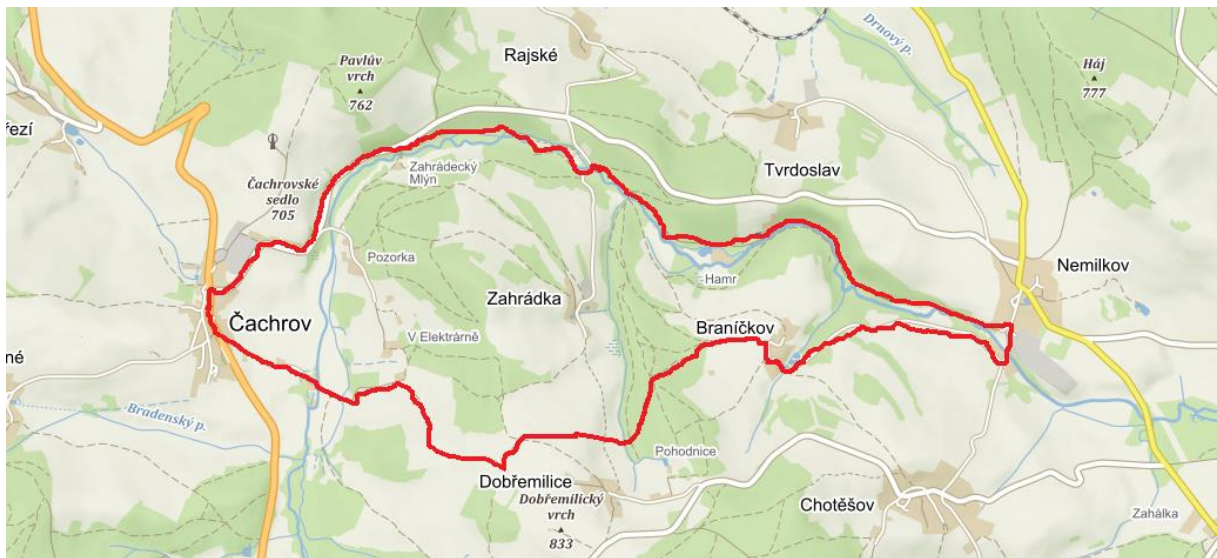 Drnový p.
Rajské
Pavlův
vrch
762
Háj
777
řezí
Zahrádecký
Mlýn
Tvrdoslav
Čachrovské
sedlo
705
Pozorka
Nemilkov
Hamr
Zahrádka
Čachrov
Braníčkov
V Elektrárně
né
Bradenský p.
Pohodnice
Dobřemilice
Dobřemilický
vrch
833
Chotěšov
Zahálka